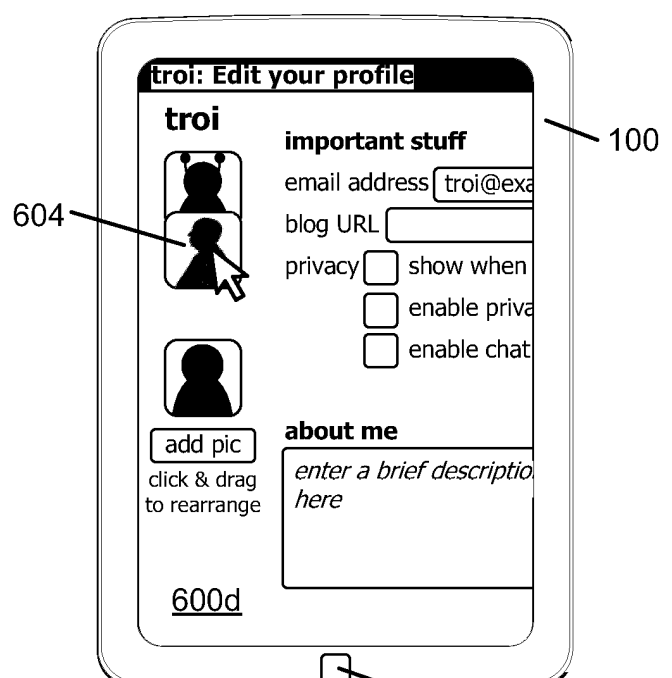 troi: Edit your profile
troi
important stuff
100
email address troi@exa
604
blog URL
privacy show when
enable priva
enable chat
add pic
about me
click & drag
to rearrange
enter a brief descriptio
here
600d